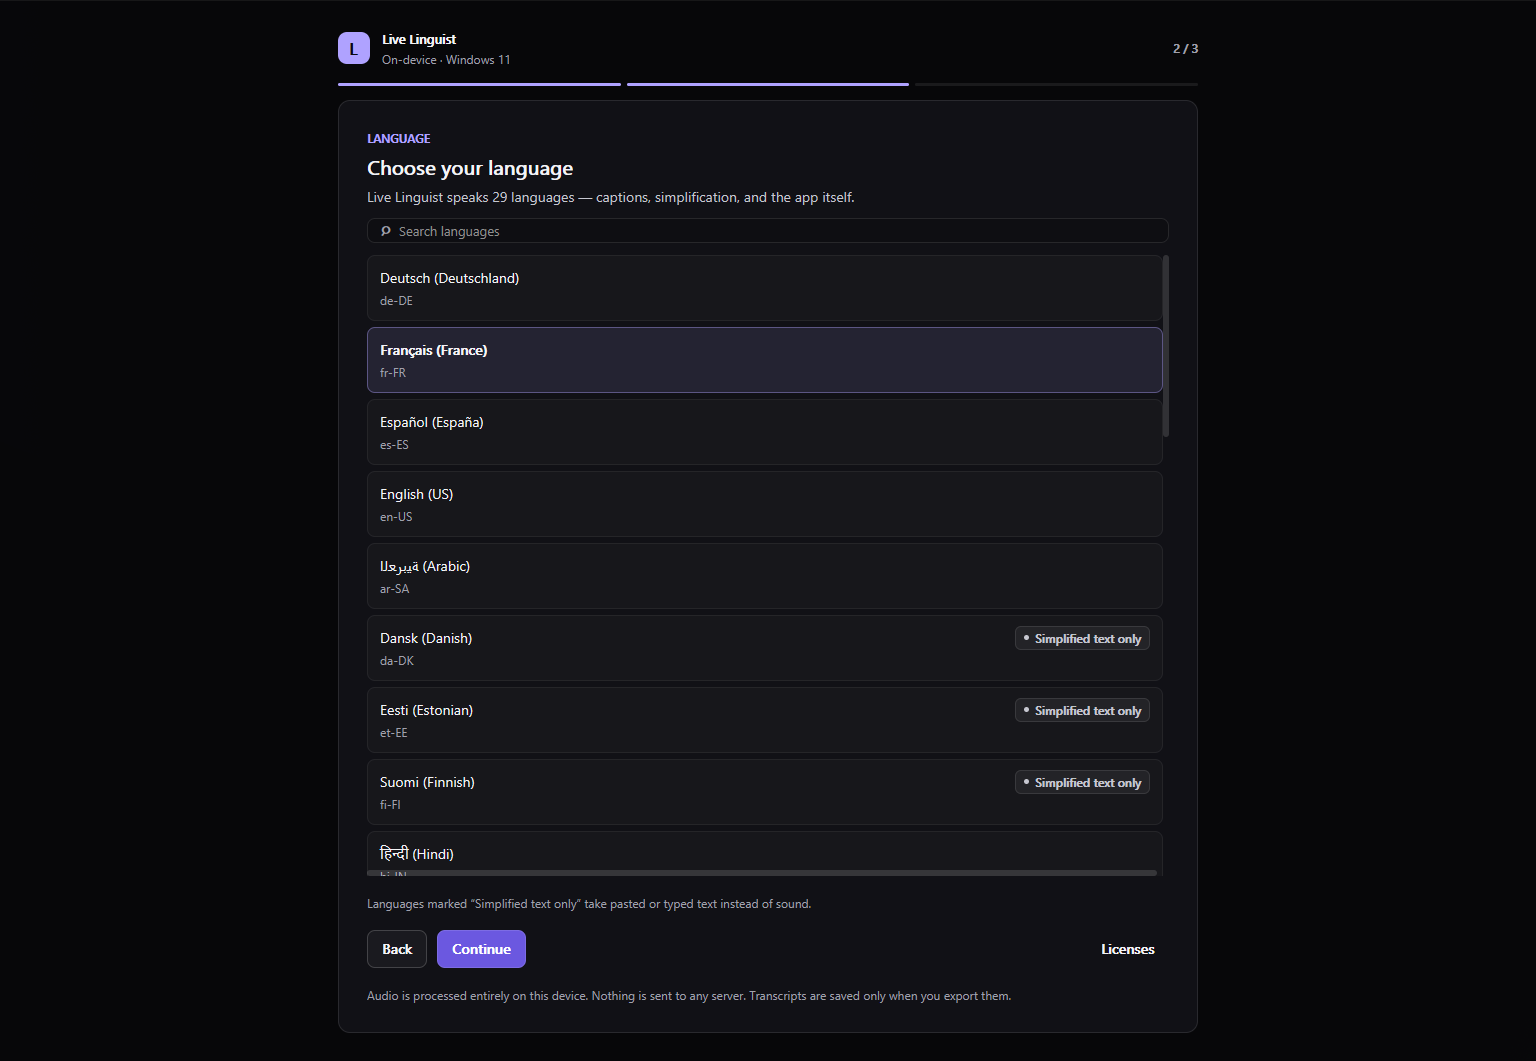 L
Live Linguist
On-device · Windows 11
2 / 3
LANGUAGE
Choose your language
Live Linguist speaks 29 languages — captions, simplification, and the app itself.
Search languages
Deutsch (Deutschland)
de-DE
Français (France)
fr-FR
Español (España)
es-ES
English (US)
en-US
العربية (Arabic)
ar-SA
Dansk (Danish)
Simplified text only
da-DK
Eesti (Estonian)
Simplified text only
et-EE
Suomi (Finnish)
Simplified text only
fi-FI
हिन्दी (Hindi)
hi-IN
Languages marked “Simplified text only” take pasted or typed text instead of sound.
Back
Continue
Licenses
Audio is processed entirely on this device. Nothing is sent to any server. Transcripts are saved only when you export them.